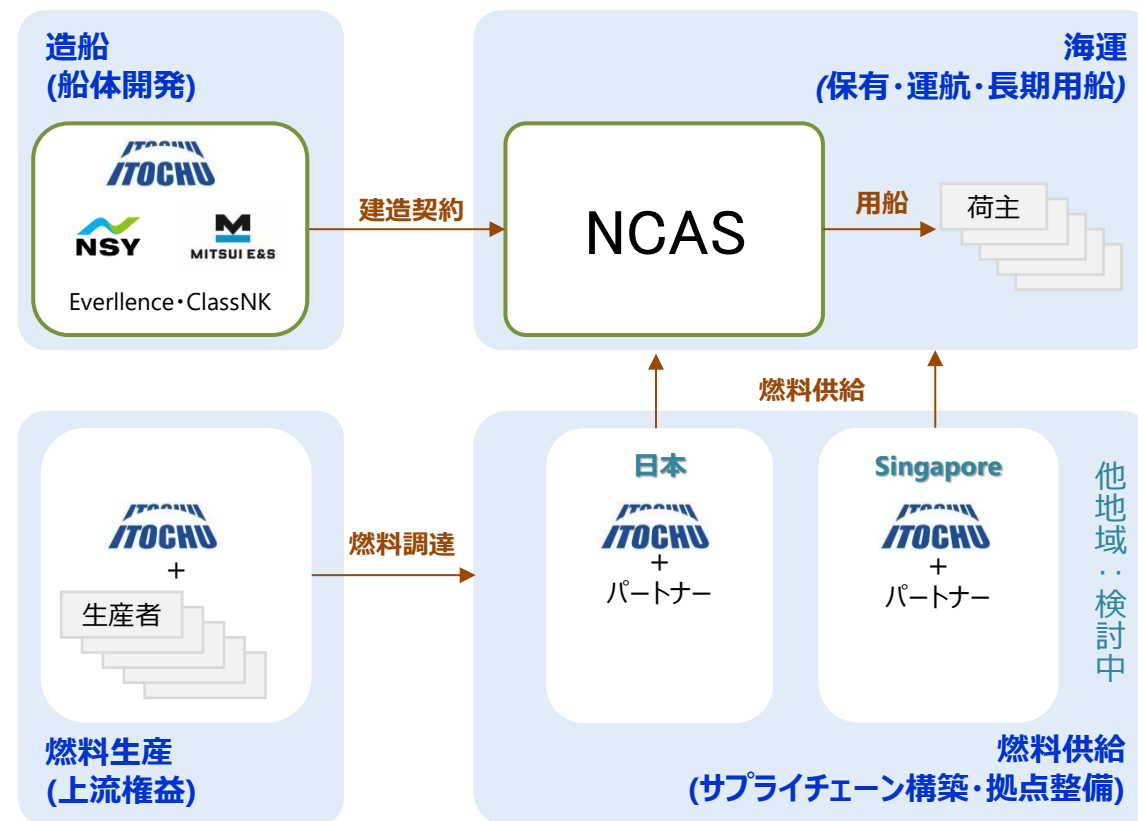 造船
(船体開発)
ITOCHU
NSY
MITSUI E&S
Everllence・ClassNK
建造契約
海運
(保有・運航・長期用船)
NCAS
用船
荷主
燃料供給
ITOCHU
+
生産者
燃料生産
(上流権益)
燃料調達
日本
ITOCHU
+
パートナー
Singapore
ITOCHU
+
パートナー
他地域：検討中
燃料供給
(サプライチェーン構築・拠点整備)